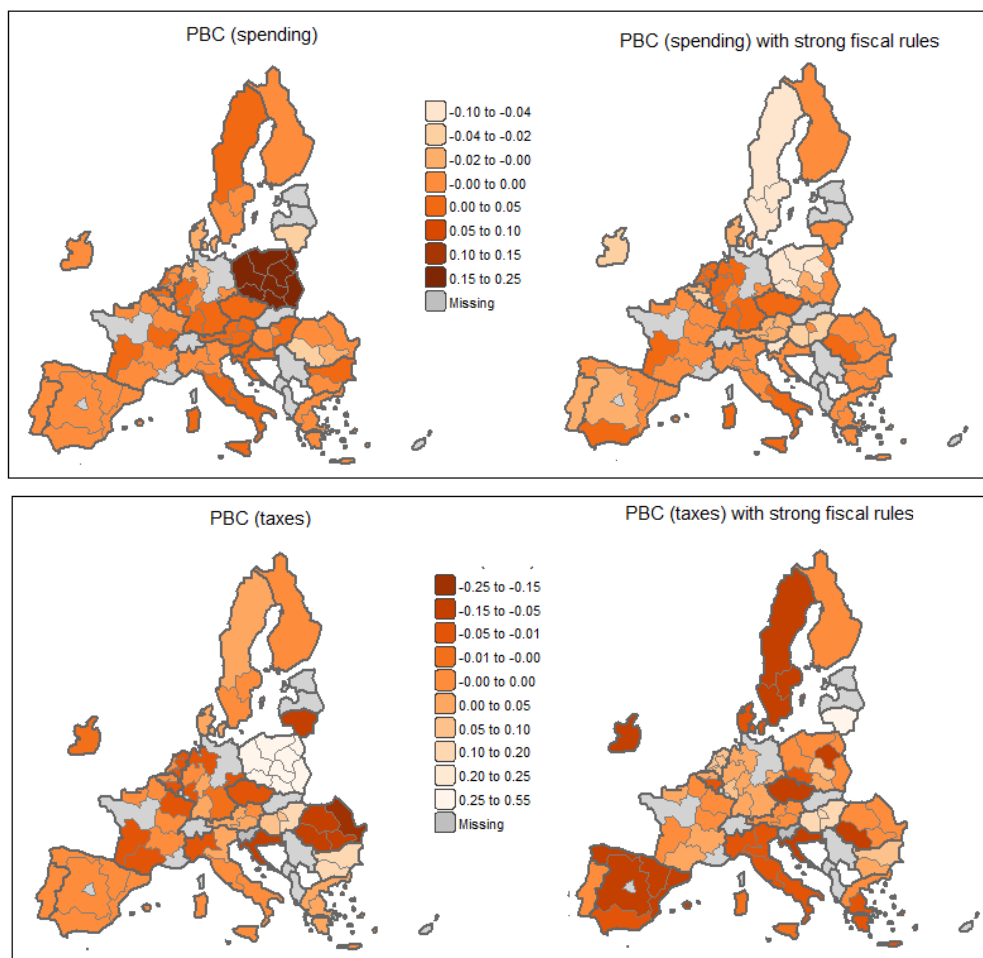 PBC (spending)
PBC (spending) with strong fiscal rules
-0.10 to -0.04
-0.04 to -0.02
-0.02 to -0.00
-0.00 to 0.00
0.00 to 0.05
0.05 to 0.10
0.10 to 0.15
0.15 to 0.25
Missing
PBC (taxes)
PBC (taxes) with strong fiscal rules
-0.25 to -0.15
-0.15 to -0.05
-0.05 to -0.01
-0.01 to -0.00
-0.00 to 0.00
0.00 to 0.05
0.05 to 0.10
0.10 to 0.20
0.20 to 0.25
0.25 to 0.55
Missing